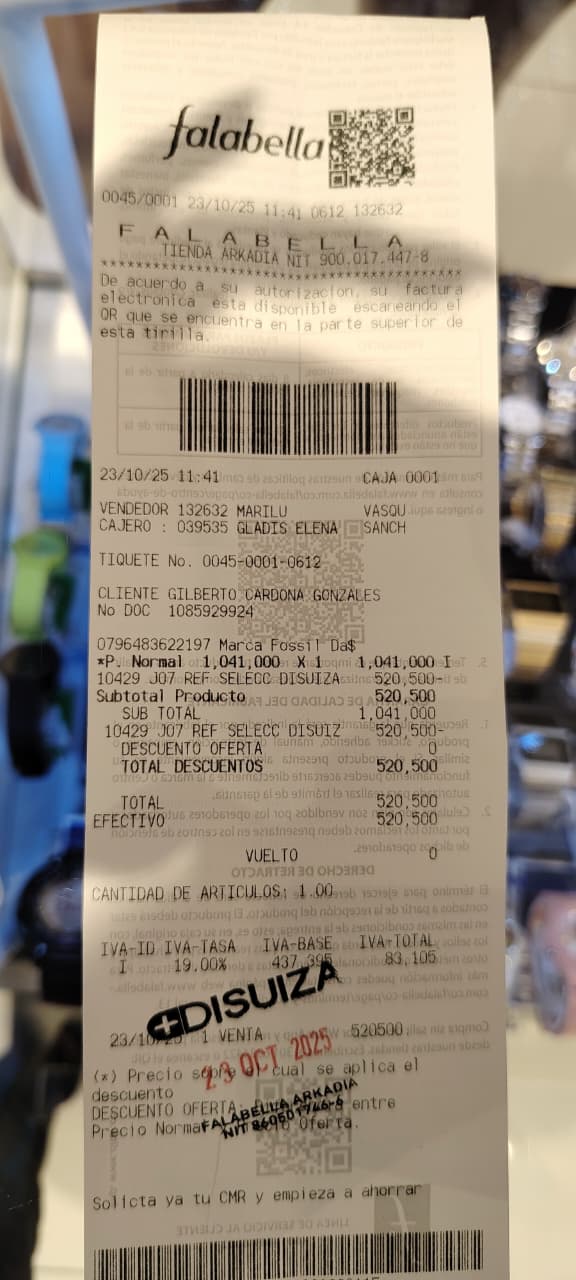 falabella
0045/0001 23/10/25 11:41 0612 132632
F A L A B E L L A
TIENDA ARKADIA NIT 900.017.447-8
************************************************
De acuerdo a su autorizacion, su factura
electronica esta disponible escaneando el
QR que se encuentra en la parte superior de
esta tirilla.
23/10/25 11:41 CAJA 0001
VENDEDOR 132632 MARILU VASQU
CAJERO : 039535 GLADIS ELENA SANCH
TIQUETE No. 0045-0001-0612
CLIENTE GILBERTO CARDONA GONZALES
No DOC 1085929924
0796483622197 Marca Fossil Da$
*P. Normal 1,041,000 X 1 1,041,000 I
10429 J07 REF SELECC DISUIZA 520,500-
Subtotal Producto 520,500
SUB TOTAL 1,041,000
10429 J07 REF SELECC DISUIZ 520,500-
DESCUENTO OFERTA 0
TOTAL DESCUENTOS 520,500
TOTAL 520,500
EFECTIVO 520,500
VUELTO 0
CANTIDAD DE ARTICULOS: 1.00
IVA-ID IVA-TASA IVA-BASE IVA-TOTAL
I 19.00% 437,395 83,105
DISUIZA
23/10/25 1 VENTA 520500
23 OCT 2025
(*) Precio sobre el cual se aplica el
descuento
FALABELLA ARKADIA
DESCUENTO OFERTA: entre
NIT 860501746-6
Precio Normal Oferta.
Solicta ya tu CMR y empieza a ahorrar